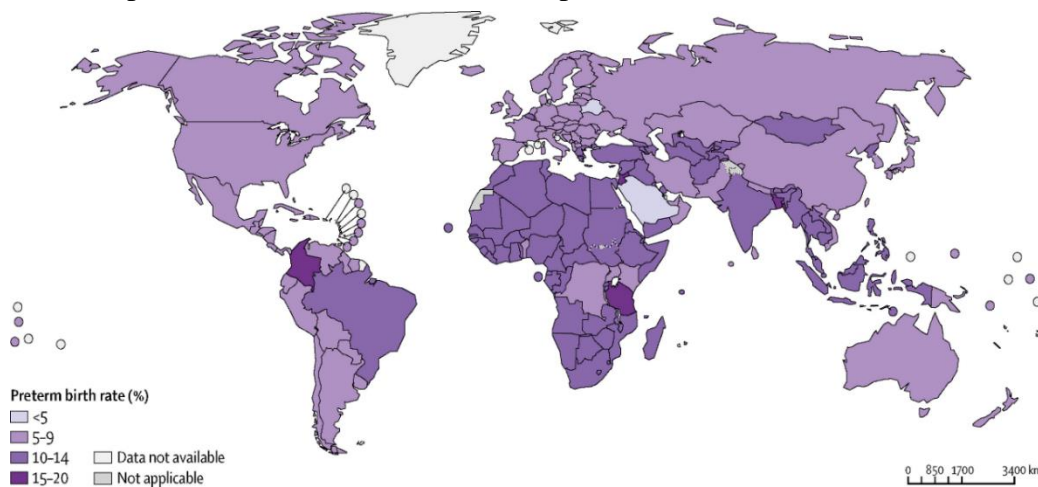 Preterm birth rate (%)
<5
5–9
10–14
15–20
Data not available
Not applicable
0 850 1700 3400 km